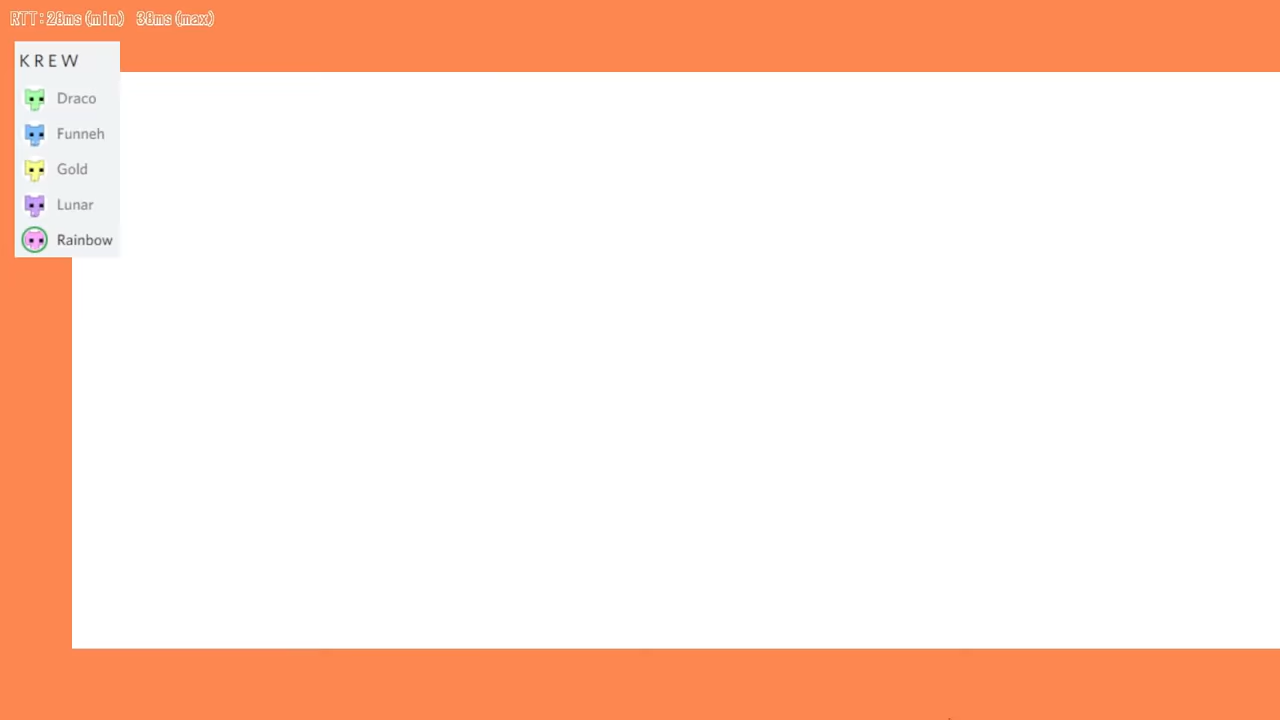 RTT:28ms(min) 38ms(max)
KREW
Draco
Funneh
Gold
Lunar
Rainbow